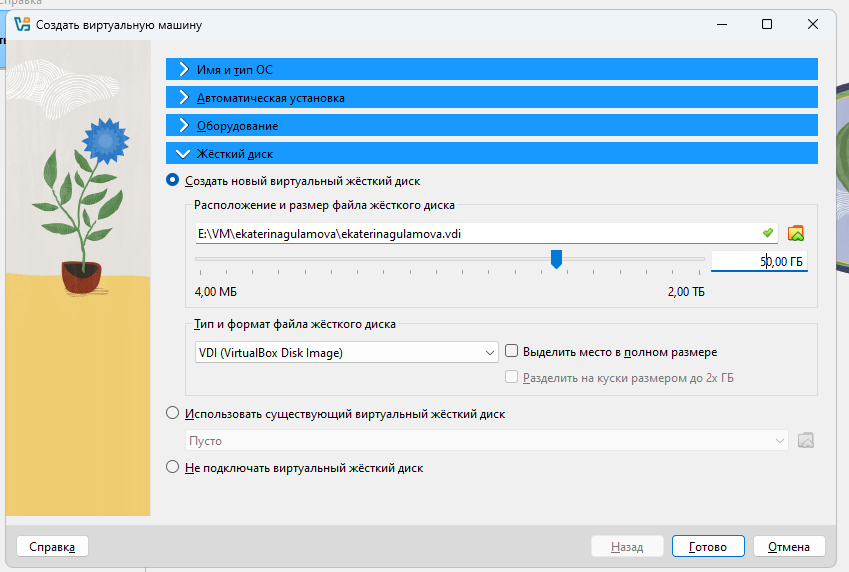 Справка
Создать виртуальную машину
Имя и тип ОС
Автоматическая установка
Оборудование
Жёсткий диск
Создать новый виртуальный жёсткий диск
Расположение и размер файла жёсткого диска
E:\VM\ekaterinagulamova\ekaterinagulamova.vdi
50,00 ГБ
4,00 МБ
2,00 ТБ
Тип и формат файла жёсткого диска
VDI (VirtualBox Disk Image)
Выделить место в полном размере
Разделить на куски размером до 2х ГБ
Использовать существующий виртуальный жёсткий диск
Пусто
Не подключать виртуальный жёсткий диск
Справка
Назад
Готово
Отмена